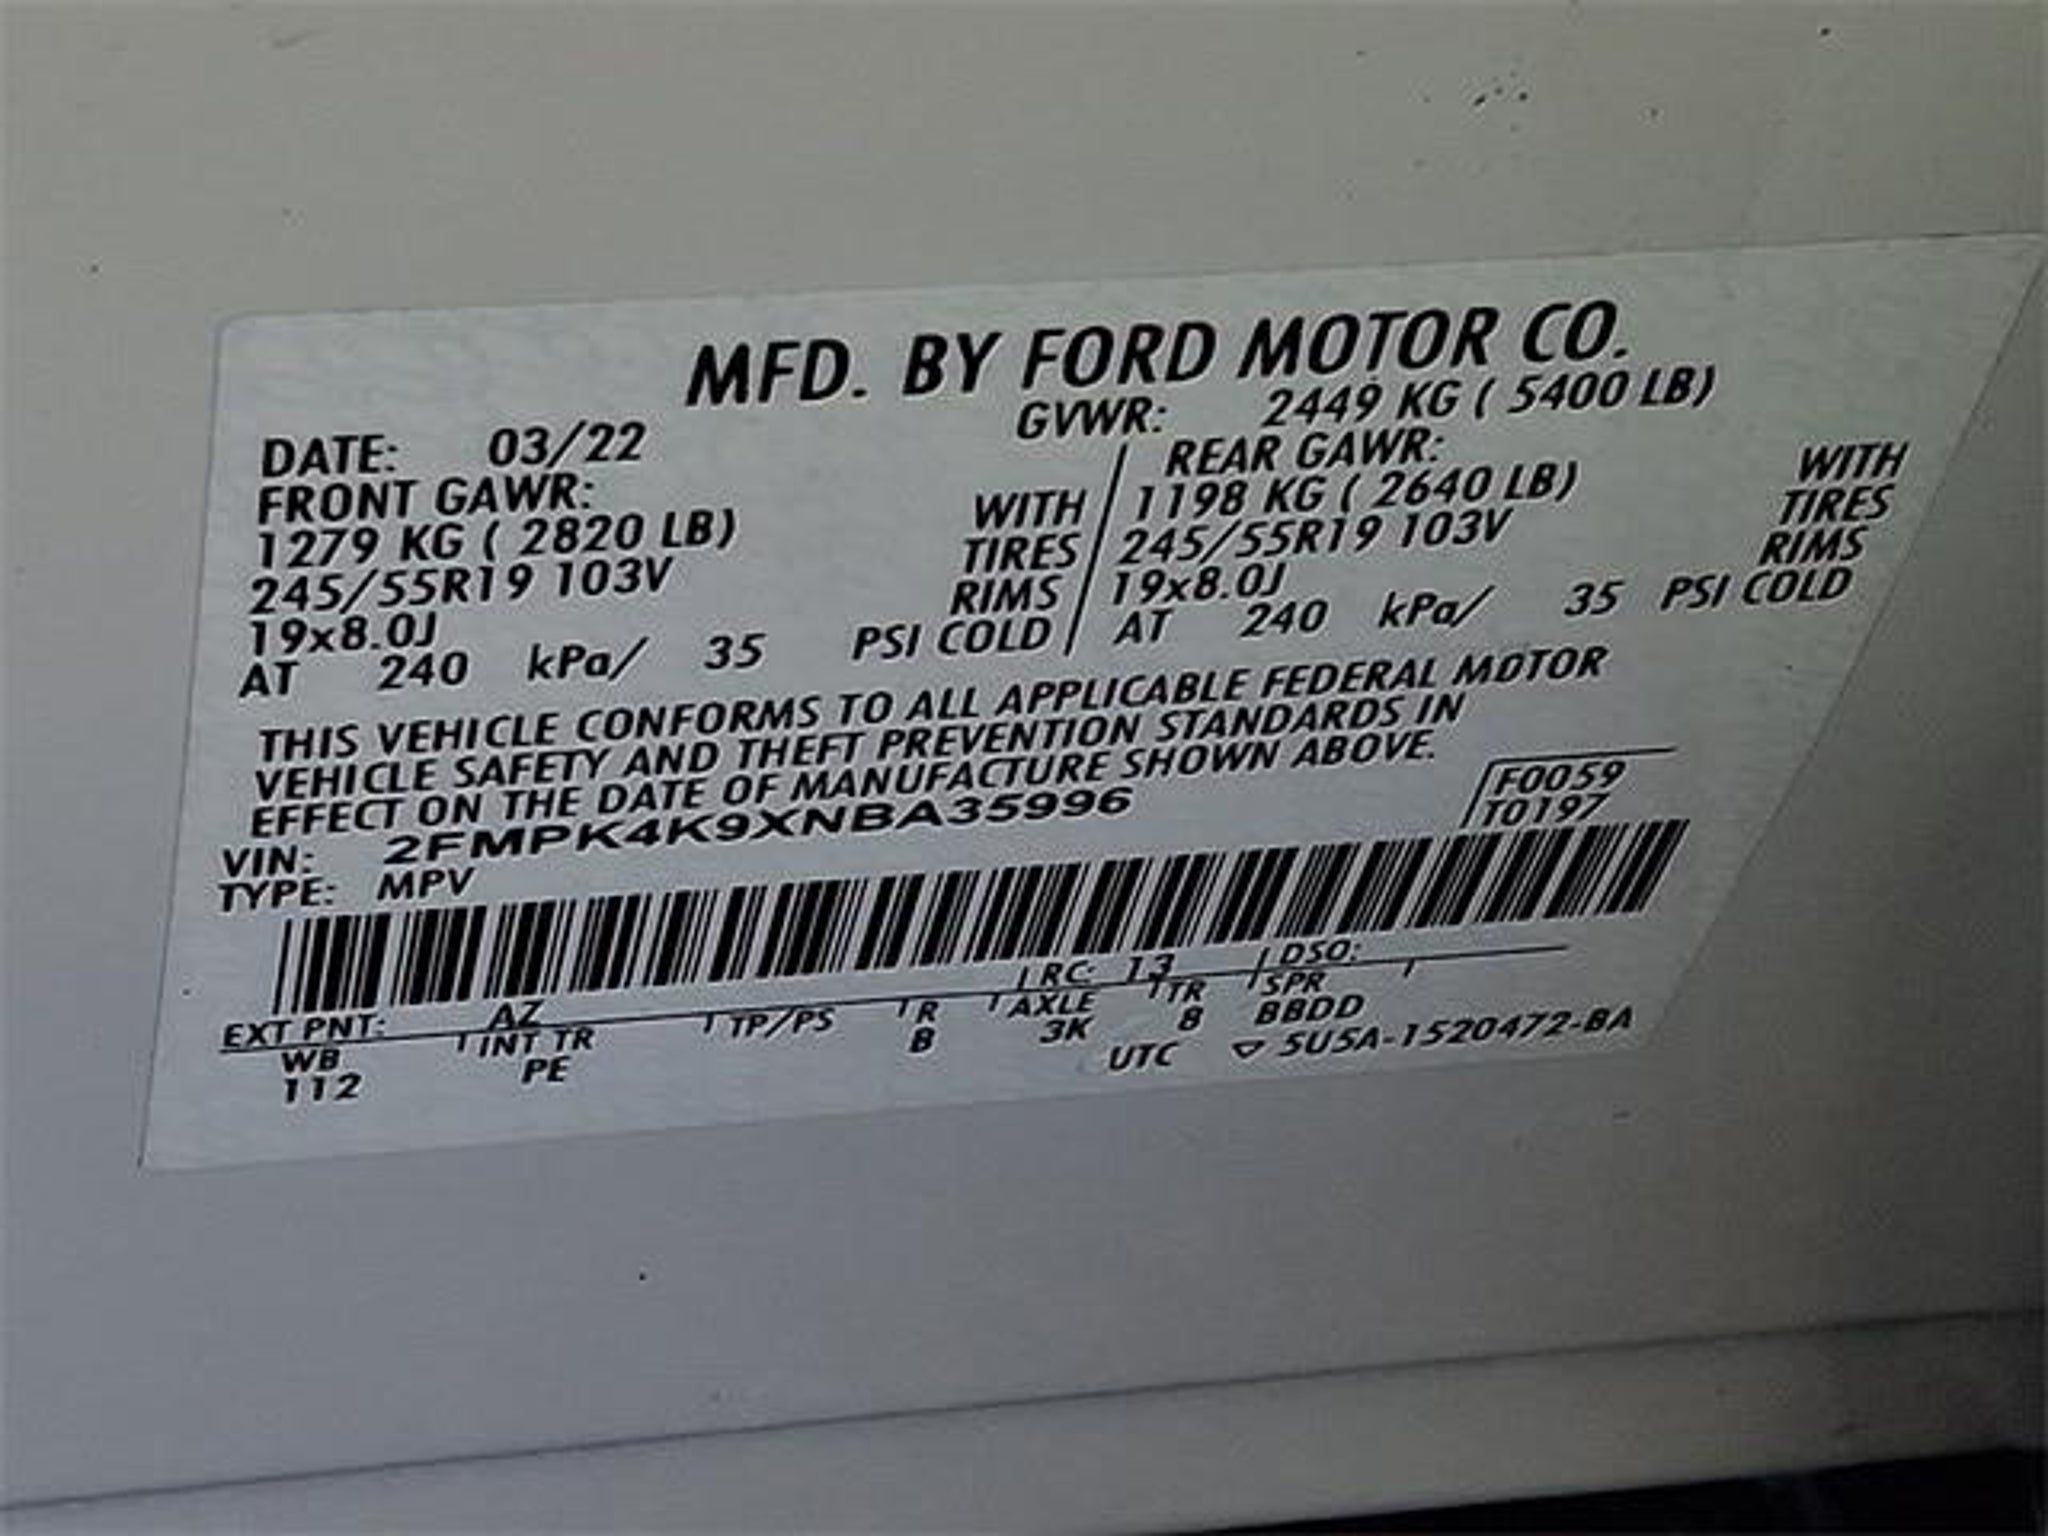 MFD. BY FORD MOTOR CO.
DATE: 03/22 GVWR: 2449 KG ( 5400 LB)
FRONT GAWR: REAR GAWR:
1279 KG ( 2820 LB) WITH 1198 KG ( 2640 LB) WITH
245/55R19 103V TIRES 245/55R19 103V TIRES
19x8.0J RIMS 19x8.0J RIMS
AT 240 kPa/ 35 PSI COLD AT 240 kPa/ 35 PSI COLD
THIS VEHICLE CONFORMS TO ALL APPLICABLE FEDERAL MOTOR
VEHICLE SAFETY AND THEFT PREVENTION STANDARDS IN
EFFECT ON THE DATE OF MANUFACTURE SHOWN ABOVE.
F0059
VIN: 2FMPK4K9XNBA35996 T0197
TYPE: MPV
EXT PNT: AZ RC: 13 DSO:
WB INT TR TP/PS R AXLE TR SPR
112 PE B 3K B BBDD
UTC ▽ 5U5A-1520472-BA